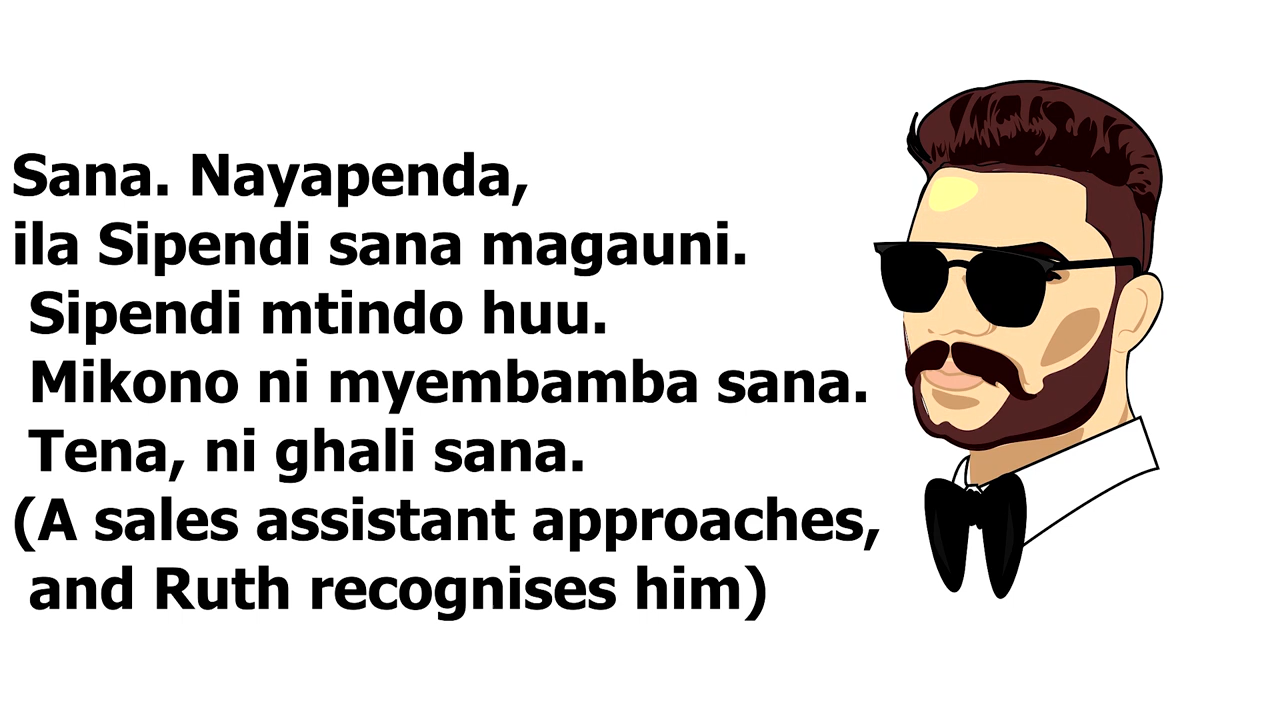 Sana. Nayapenda,
ila Sipendi sana magauni.
Sipendi mtindo huu.
Mikono ni myembamba sana.
Tena, ni ghali sana.
(A sales assistant approaches,
and Ruth recognises him)